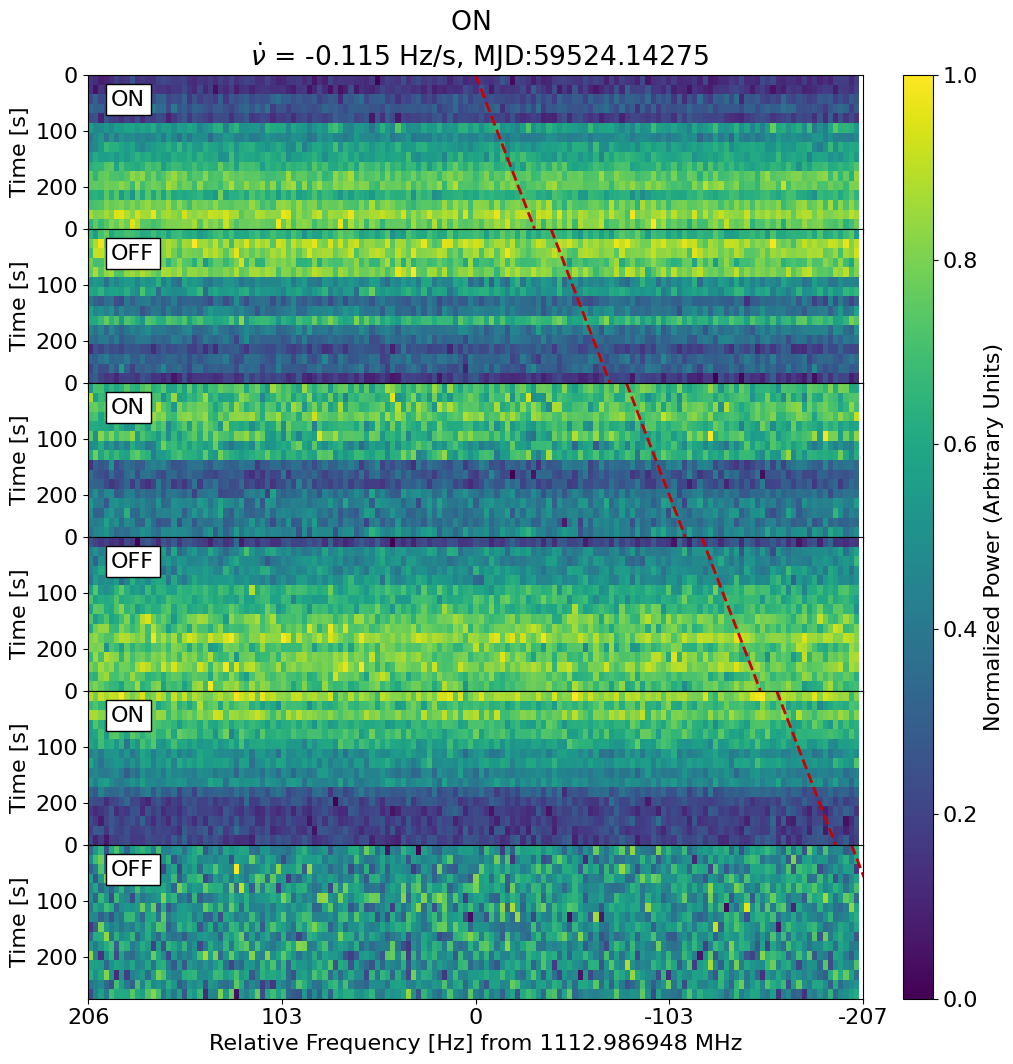 ON
ν̇ = -0.115 Hz/s, MJD:59524.14275
0
ON
100
Time [s]
200
0
OFF
100
Time [s]
200
0
ON
100
Time [s]
200
0
OFF
100
Time [s]
200
0
ON
100
Time [s]
200
0
OFF
100
Time [s]
200
206 103 0 -103 -207
Relative Frequency [Hz] from 1112.986948 MHz
1.0
0.8
0.6
0.4
0.2
0.0
Normalized Power (Arbitrary Units)